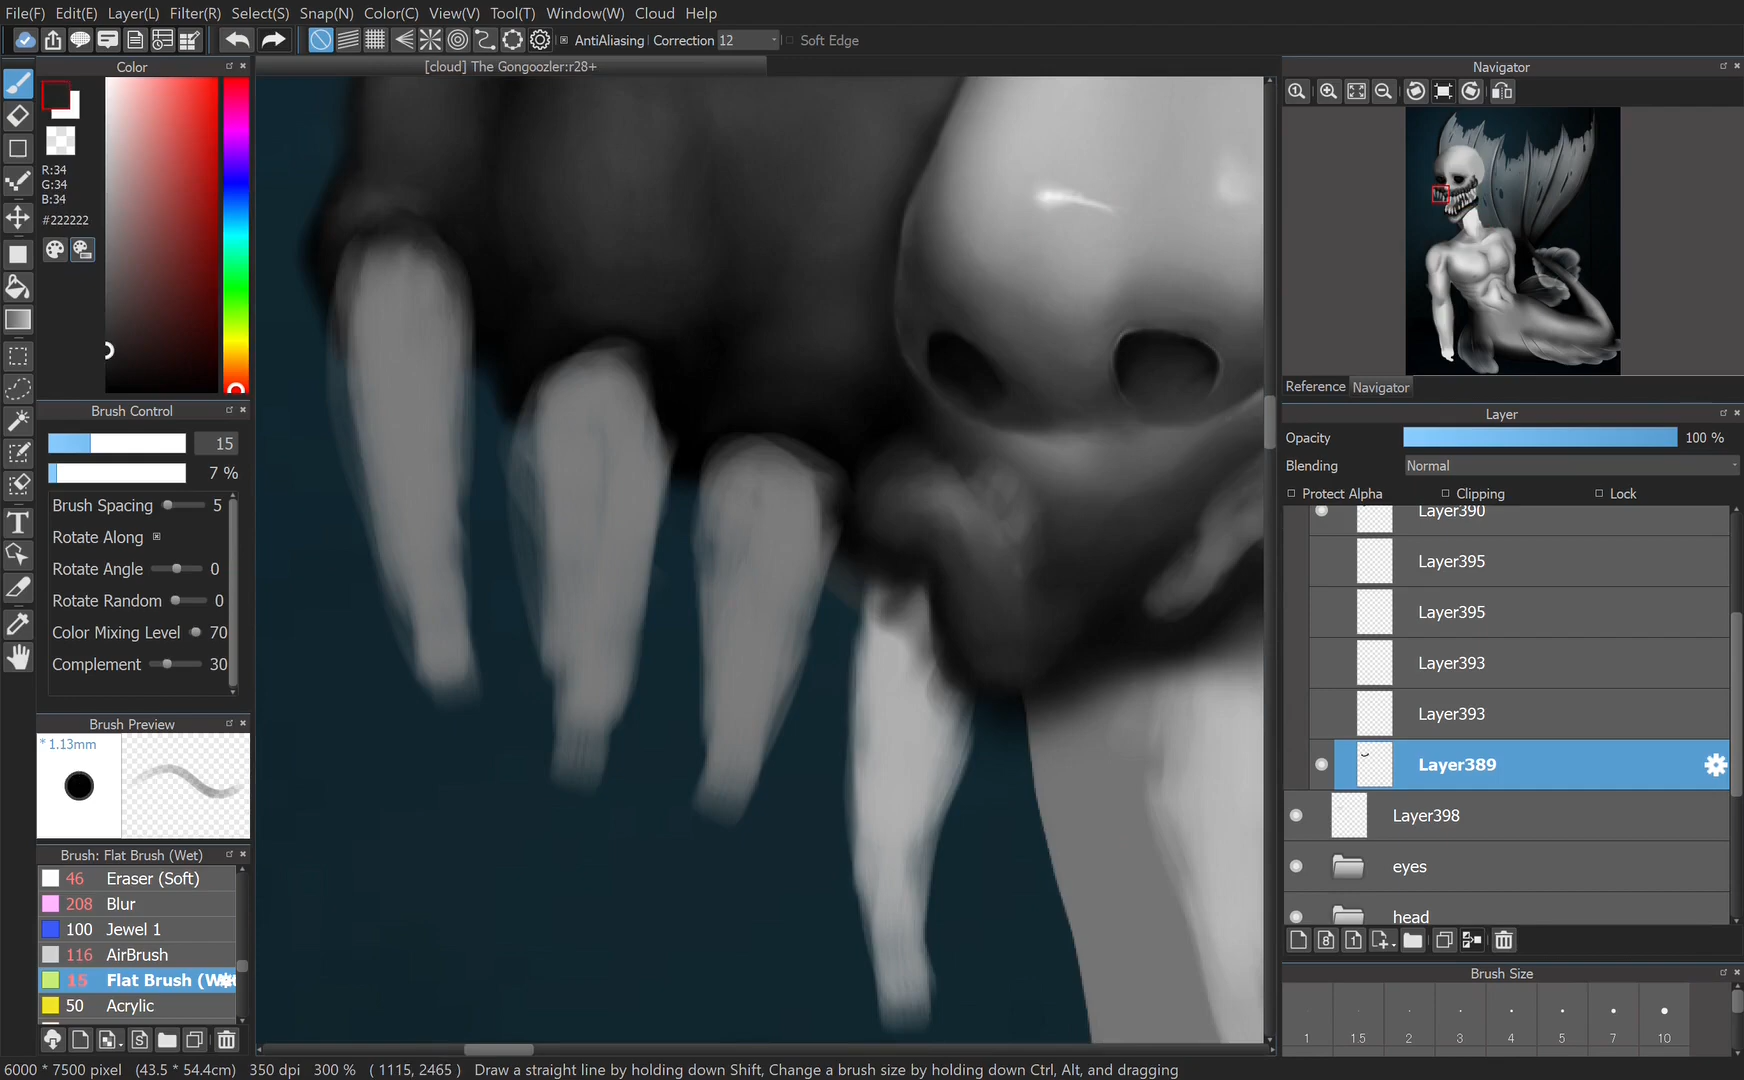 File(F) Edit(E) Layer(L) Filter(R) Select(S) Snap(N) Color(C) View(V) Tool(T) Window(W) Cloud Help
AntiAliasing Correction 12 Soft Edge
Color
[cloud] The Gongoozler:r28+
Navigator
R:34
G:34
B:34
#222222
Reference Navigator
Brush Control
15
7 %
Brush Spacing 5
Rotate Along
Rotate Angle 0
Rotate Random 0
Color Mixing Level 70
Complement 30
Layer
Opacity 100 %
Blending Normal
Protect Alpha Clipping Lock
Layer390
Layer395
Layer395
Layer393
Layer393
Layer389
Layer398
eyes
head
Brush Preview
* 1.13mm
Brush: Flat Brush (Wet)
46 Eraser (Soft)
208 Blur
100 Jewel 1
116 AirBrush
15 Flat Brush (Wet
50 Acrylic
8
1
S
T
Brush Size
1 1.5 2 3 4 5 7 10
6000 * 7500 pixel (43.5 * 54.4cm) 350 dpi 300 % ( 1115, 2465 ) Draw a straight line by holding down Shift, Change a brush size by holding down Ctrl, Alt, and dragging